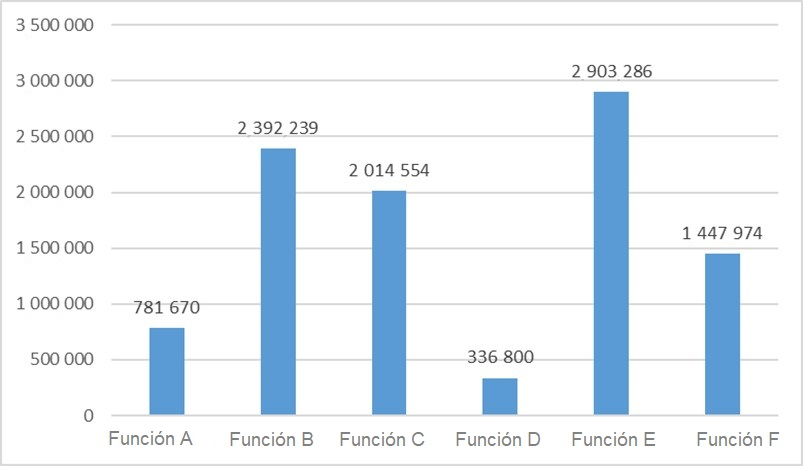 3 500 000
3 000 000
2 500 000
2 000 000
1 500 000
1 000 000
500 000
0
781 670
2 392 239
2 014 554
336 800
2 903 286
1 447 974
Función A
Función B
Función C
Función D
Función E
Función F